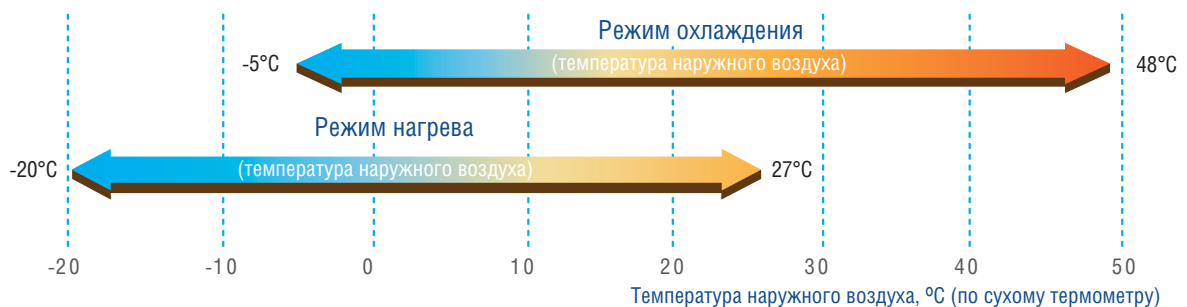 Режим охлаждения
-5°C (температура наружного воздуха) 48°C
Режим нагрева
-20°C (температура наружного воздуха) 27°C
-20 -10 0 10 20 30 40 50
Температура наружного воздуха, ºС (по сухому термометру)